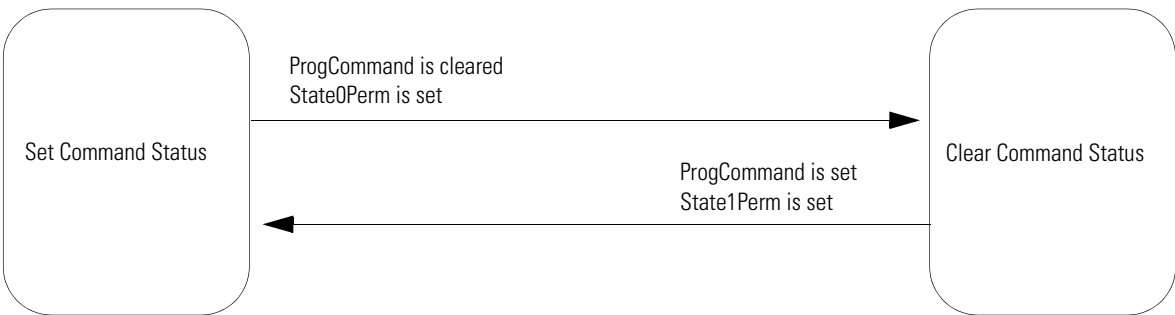 ProgCommand is cleared
State0Perm is set
Set Command Status
Clear Command Status
ProgCommand is set
State1Perm is set